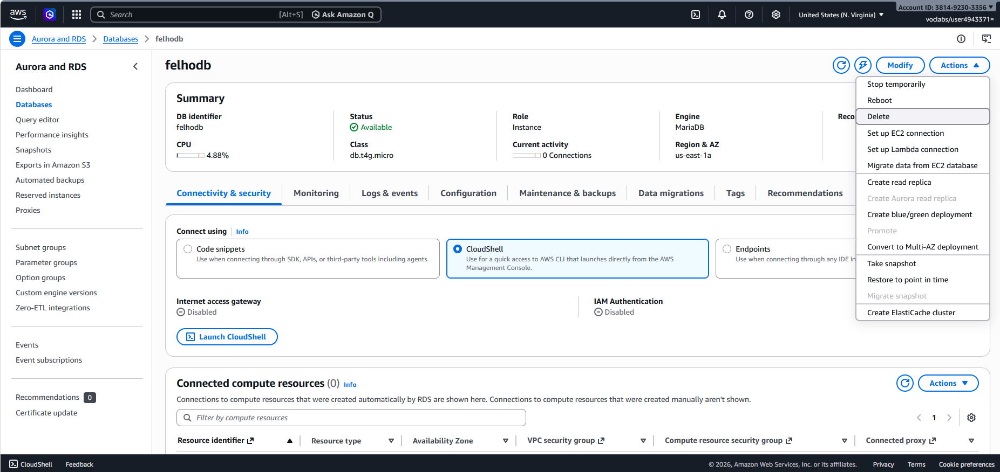 aws
Search [Alt+S] Ask Amazon Q
United States (N. Virginia)
Account ID: 3814-9230-3356
voclabs/user4943371=
Aurora and RDS > Databases > felhodb
Aurora and RDS
Dashboard
Databases
Query editor
Performance insights
Snapshots
Exports in Amazon S3
Automated backups
Reserved instances
Proxies
Subnet groups
Parameter groups
Option groups
Custom engine versions
Zero-ETL integrations
Events
Event subscriptions
Recommendations 0
Certificate update
felhodb
Modify
Actions
Stop temporarily
Reboot
Delete
Set up EC2 connection
Set up Lambda connection
Migrate data from EC2 database
Create read replica
Create Aurora read replica
Create blue/green deployment
Promote
Convert to Multi-AZ deployment
Take snapshot
Restore to point in time
Migrate snapshot
Create ElastiCache cluster
Summary
DB identifier
felhodb
Status
Available
Role
Instance
Engine
MariaDB
CPU
4.88%
Class
db.t4g.micro
Current activity
0 Connections
Region & AZ
us-east-1a
Connectivity & security
Monitoring
Logs & events
Configuration
Maintenance & backups
Data migrations
Tags
Recommendations
Connect using Info
Code snippets
Use when connecting through SDK, APIs, or third-party tools including agents.
CloudShell
Use for a quick access to AWS CLI that launches directly from the AWS
Management Console.
Endpoints
Use when connecting through any IDE
Internet access gateway
Disabled
IAM Authentication
Disabled
Launch CloudShell
Connected compute resources (0) Info
Actions
Connections to compute resources that were created automatically by RDS are shown here. Connections to compute resources that were created manually aren't shown.
Filter by compute resources
1
Resource identifier
Resource type
Availability Zone
VPC security group
Compute resource security group
Connected proxy
CloudShell
Feedback
© 2026, Amazon Web Services, Inc. or its affiliates.
Privacy
Terms
Cookie preferences